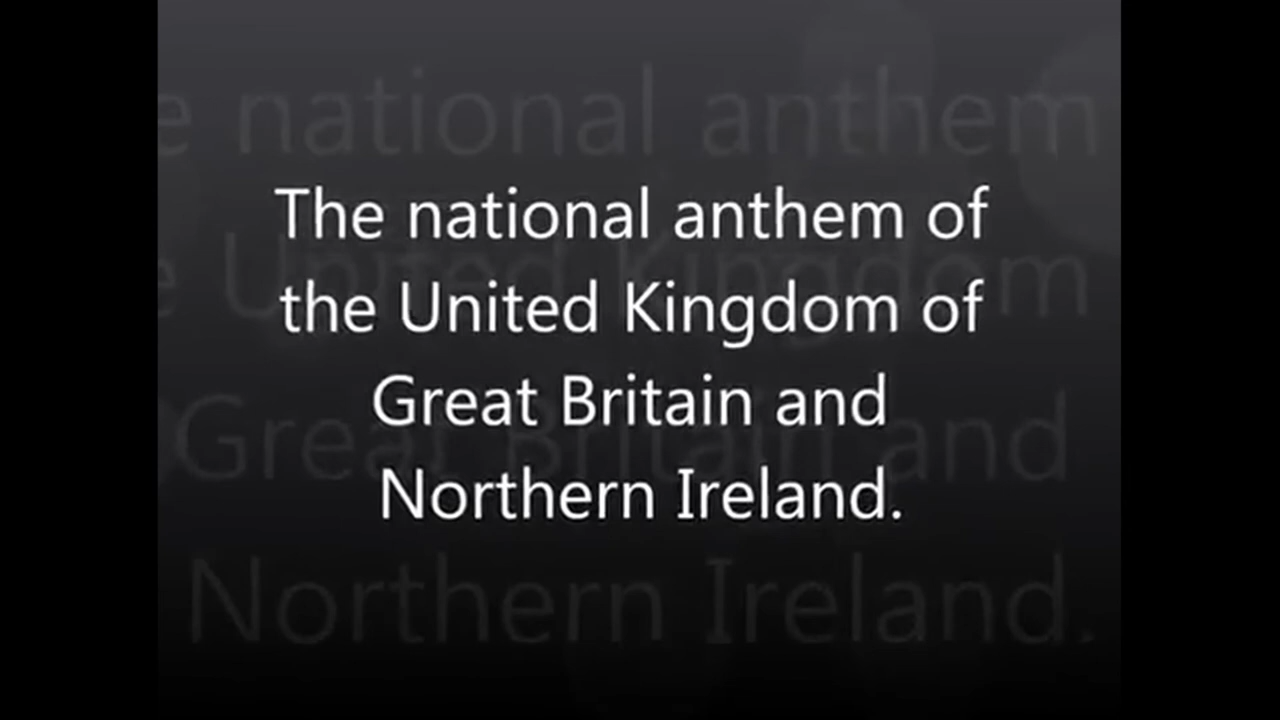 The national anthem of
the United Kingdom of
Great Britain and
Northern Ireland.